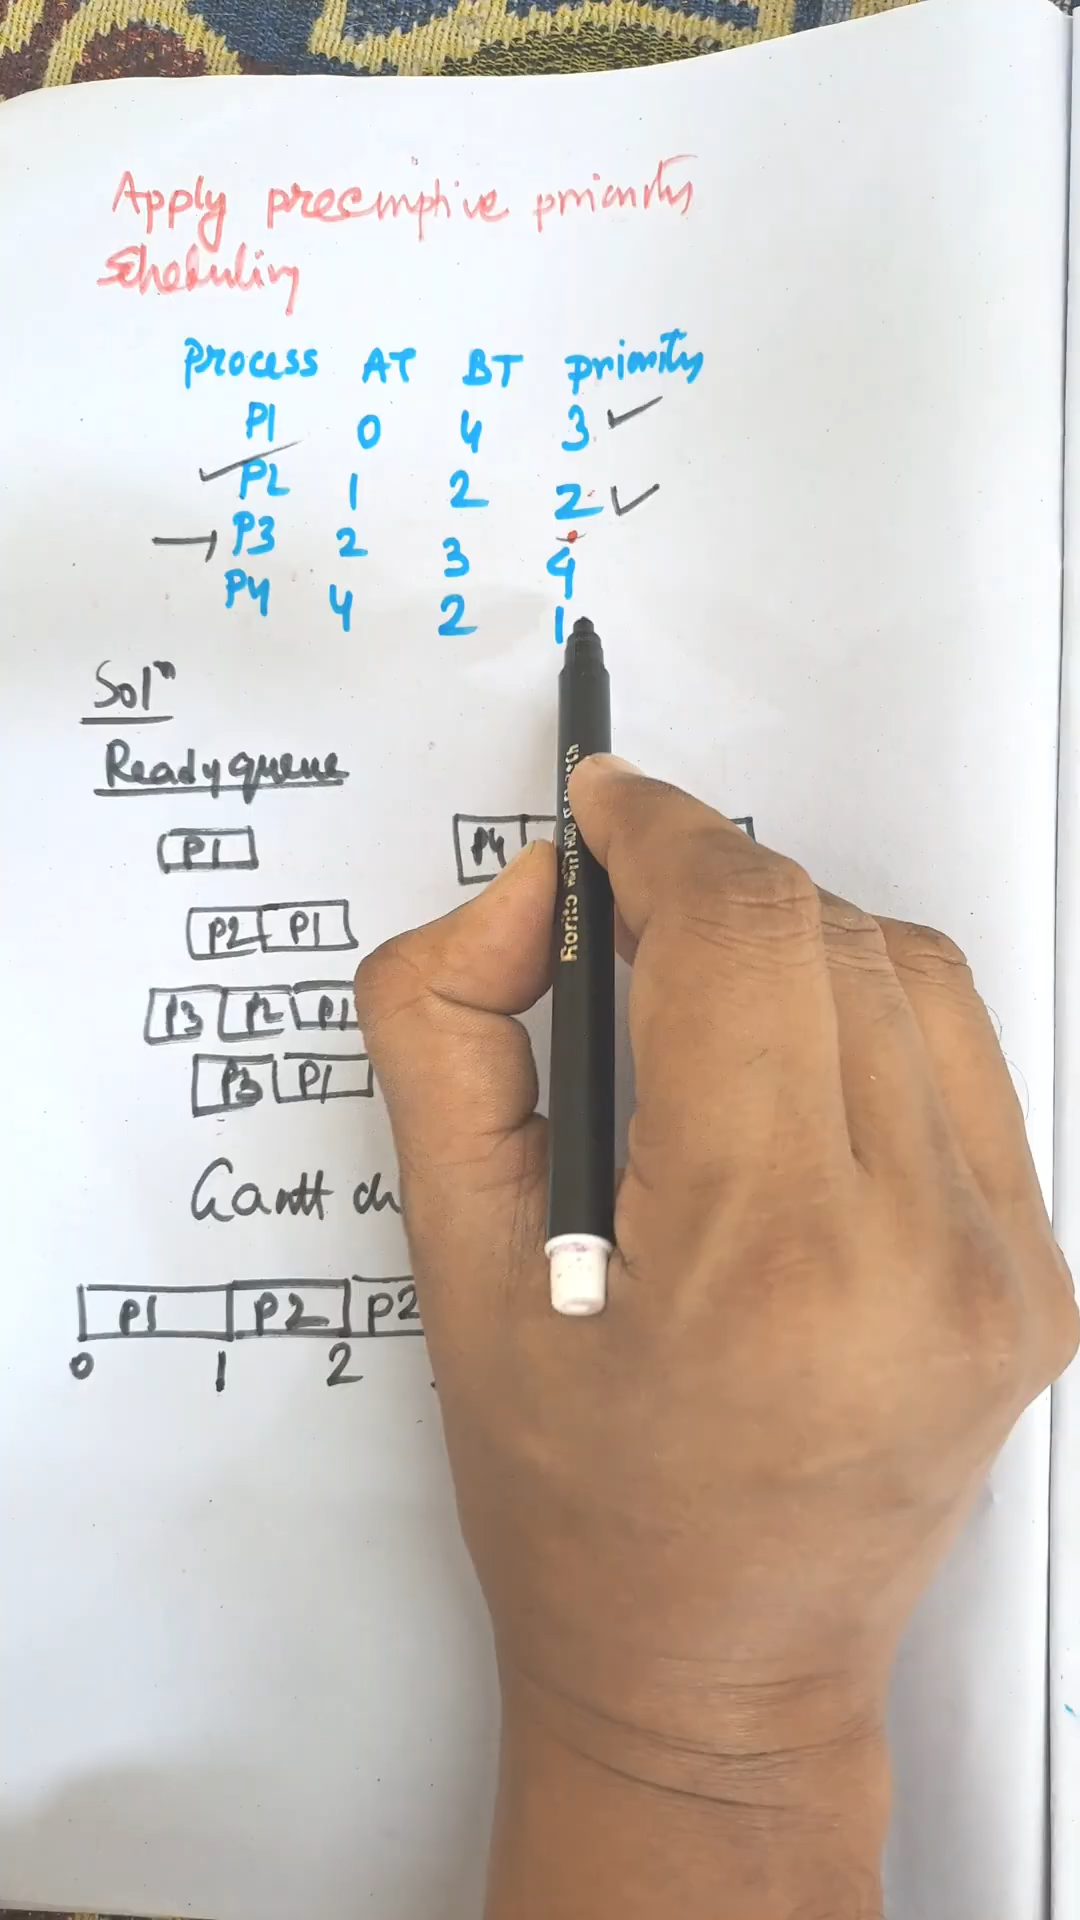 Apply preemptive priority
Scheduling
Process AT BT priority
P1 0 4 3
P2 1 2 2
P3 2 3 4
P4 4 2 1
Solⁿ
Ready queue
P1
P4
P2 P1
P3 P2 P1
P3 P1
Gantt
P1 P2 P2
0 1 2
Rorito